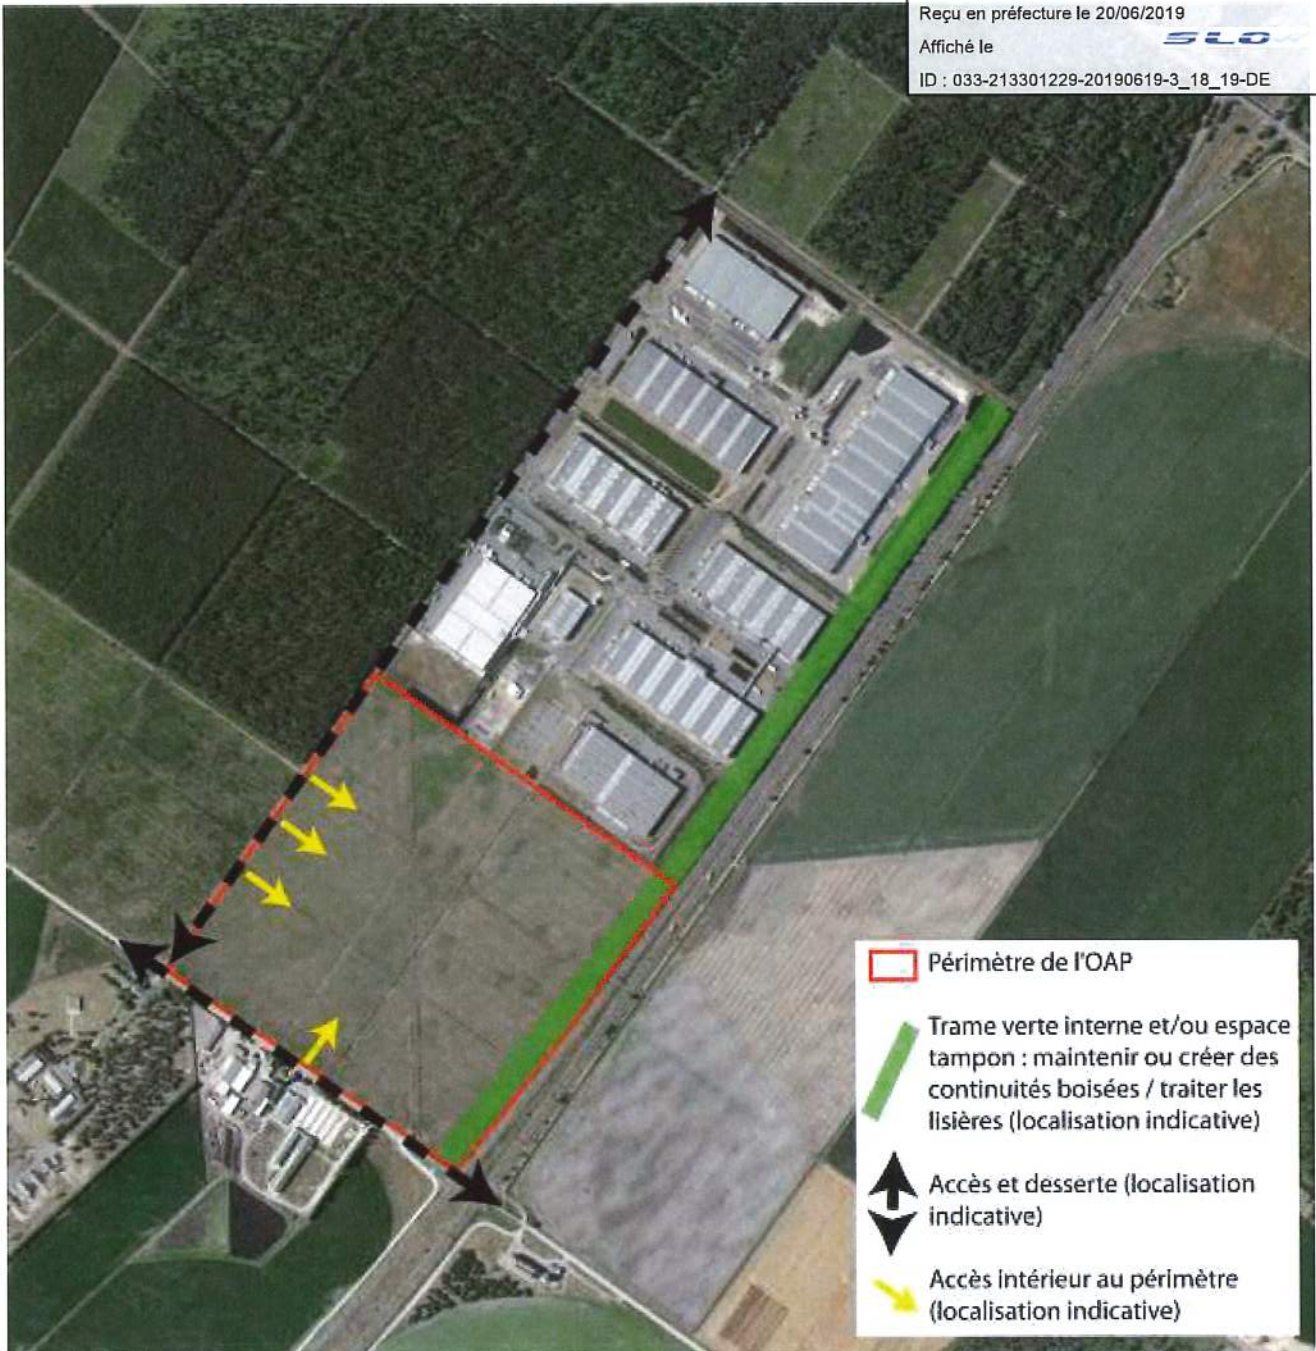 Reçu en préfecture le 20/06/2019
Affiché le
SLO
ID : 033-213301229-20190619-3_18_19-DE
Périmètre de l'OAP
Trame verte interne et/ou espace
tampon : maintenir ou créer des
continuités boisées / traiter les
lisières (localisation indicative)
Accès et desserte (localisation
indicative)
Accès intérieur au périmètre
(localisation indicative)